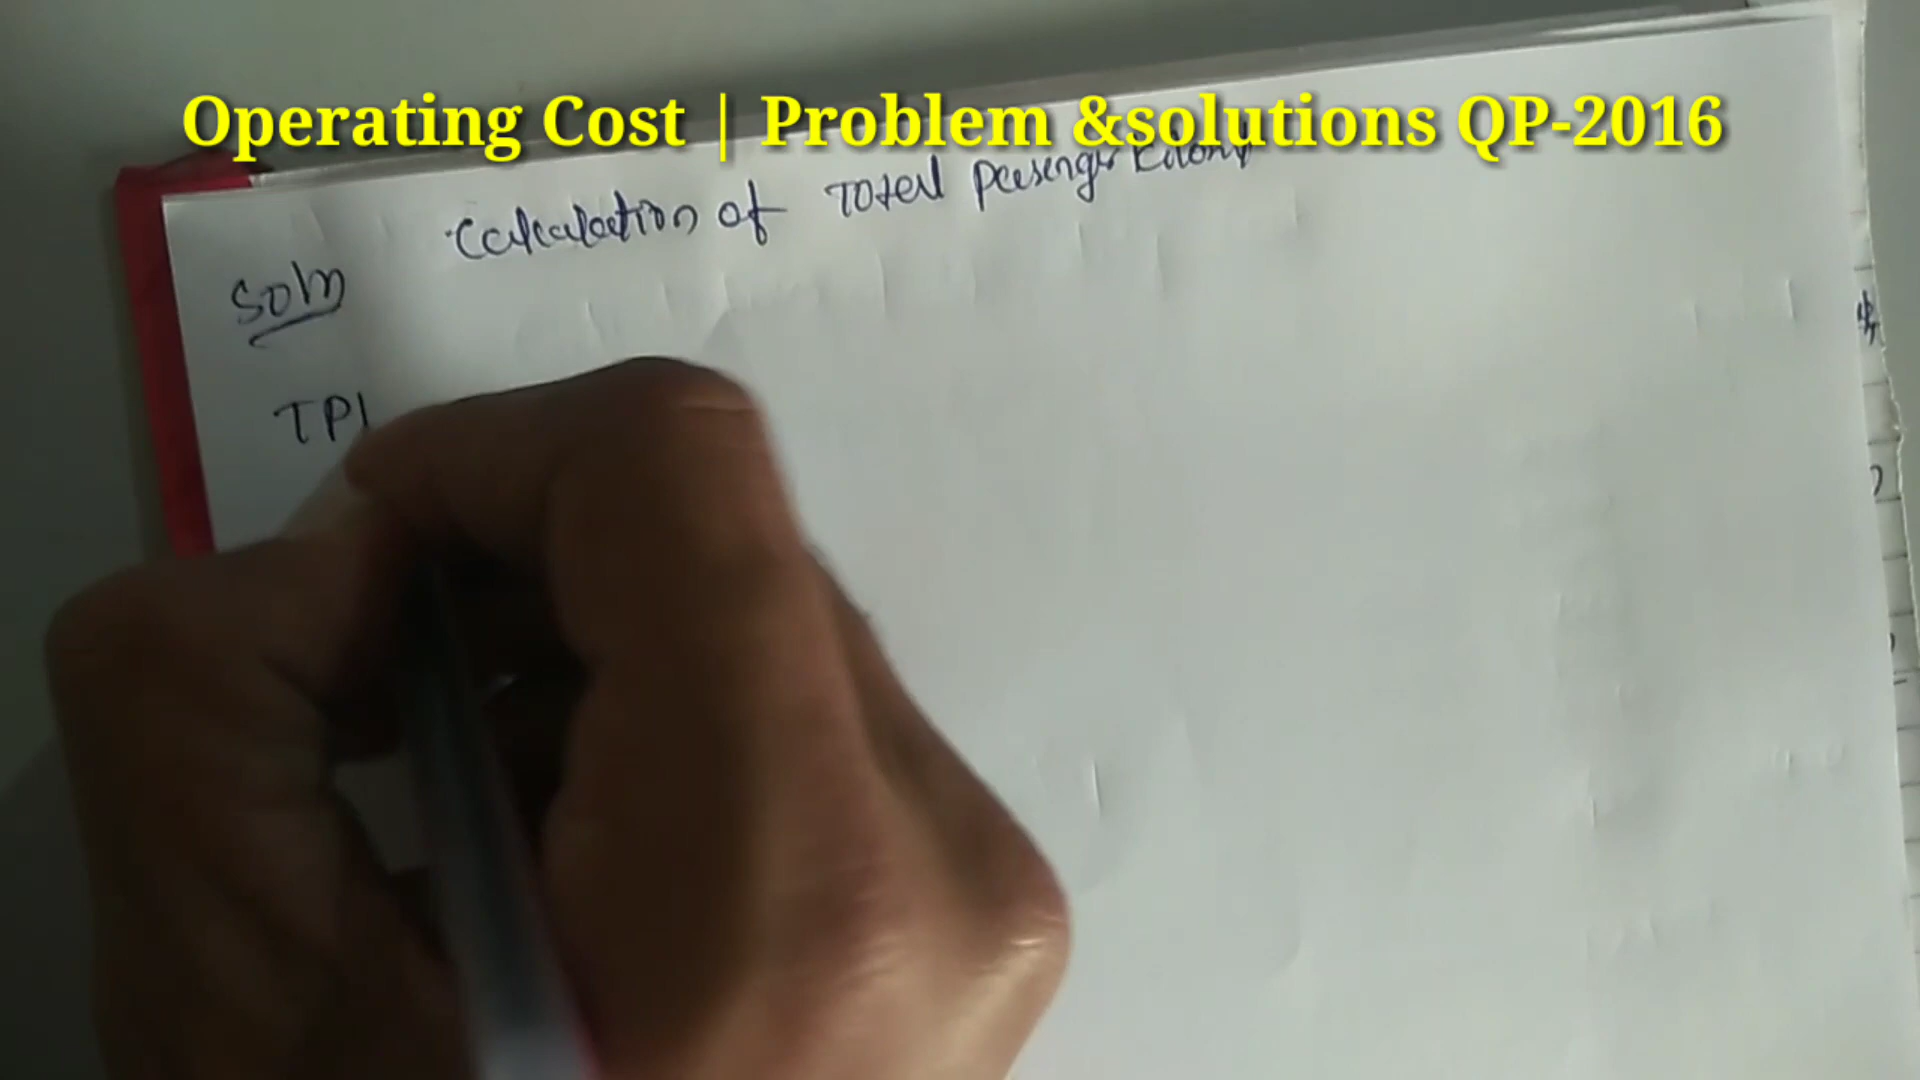 Operating Cost | Problem &solutions QP-2016
Calculation of Total Passenger
Soln
TP